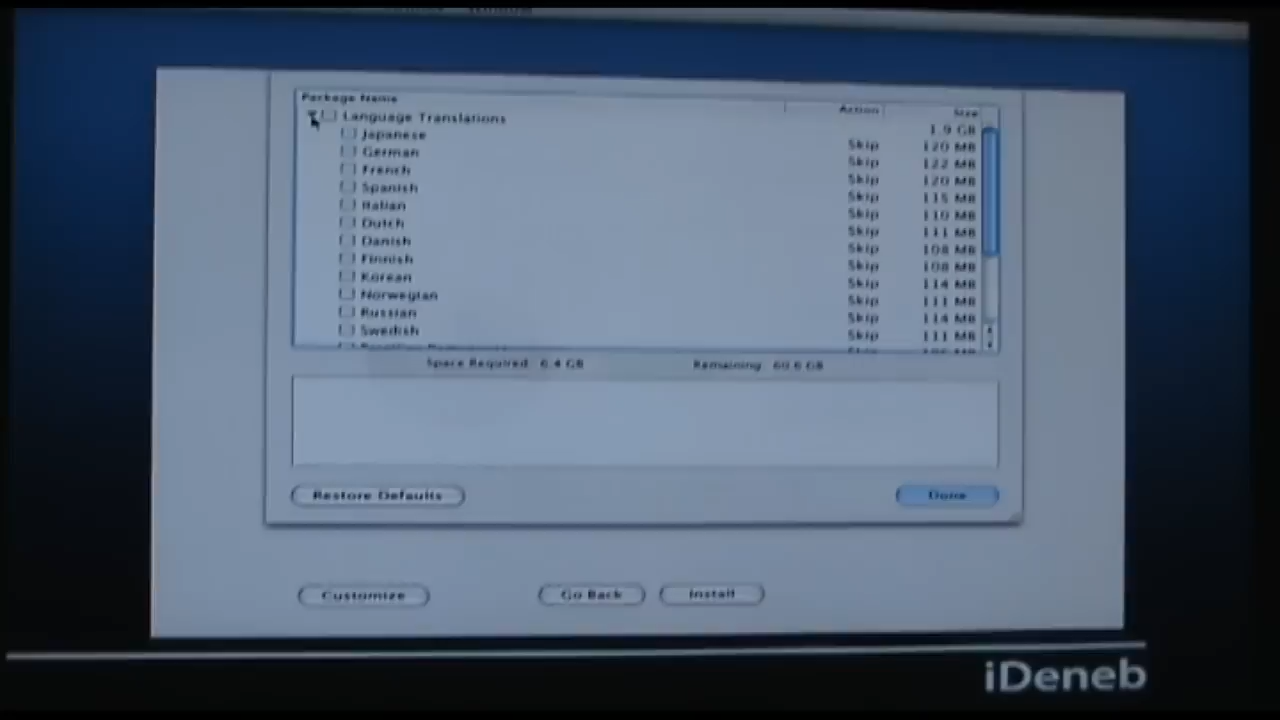 Package Name Action Size
Language Translations 1.9 GB
Japanese Skip 120 MB
German Skip 122 MB
French Skip 120 MB
Spanish Skip 115 MB
Italian Skip 110 MB
Dutch Skip 111 MB
Danish Skip 108 MB
Finnish Skip 108 MB
Korean Skip 114 MB
Norwegian Skip 111 MB
Russian Skip 114 MB
Swedish Skip 111 MB
Space Required: 6.4 GB Remaining: 60.6 GB
Restore Defaults Done
Customize Go Back Install
iDeneb